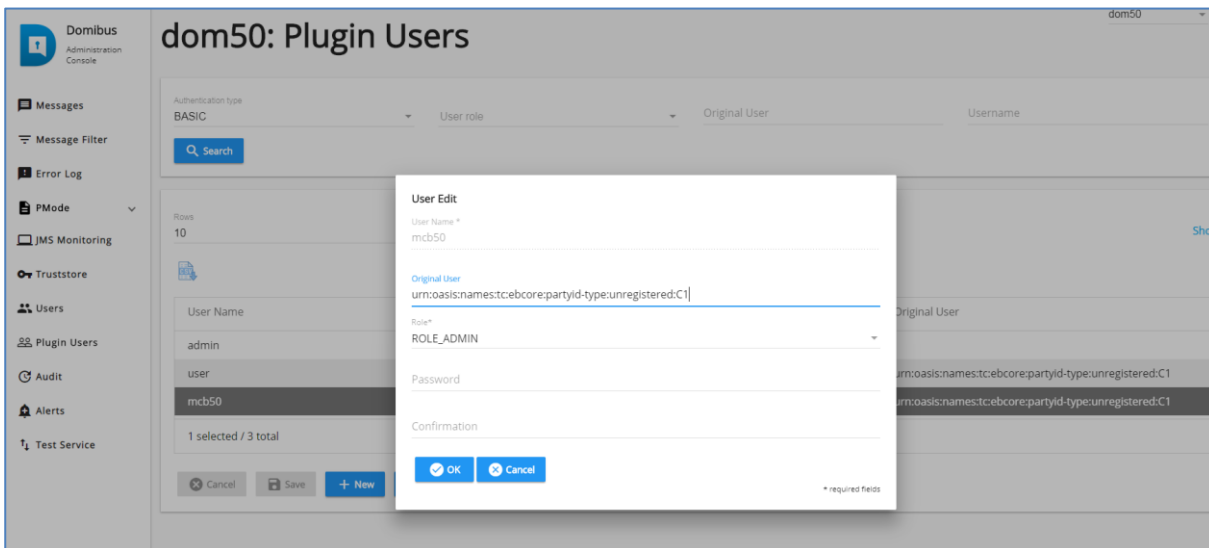 dom50
Domibus
Administration
Console
dom50: Plugin Users
Messages
Message Filter
Error Log
PMode
JMS Monitoring
Truststore
Users
Plugin Users
Audit
Alerts
Test Service
Authentication type
BASIC
User role
Original User
Username
Search
Rows
10
Sho
User Name
Original User
admin
user
urn:oasis:names:tc:ebcore:partyid-type:unregistered:C1
mcb50
urn:oasis:names:tc:ebcore:partyid-type:unregistered:C1
1 selected / 3 total
Cancel
Save
+ New
User Edit
User Name *
mcb50
Original User
urn:oasis:names:tc:ebcore:partyid-type:unregistered:C1
Role*
ROLE_ADMIN
Password
Confirmation
OK
Cancel
* required fields